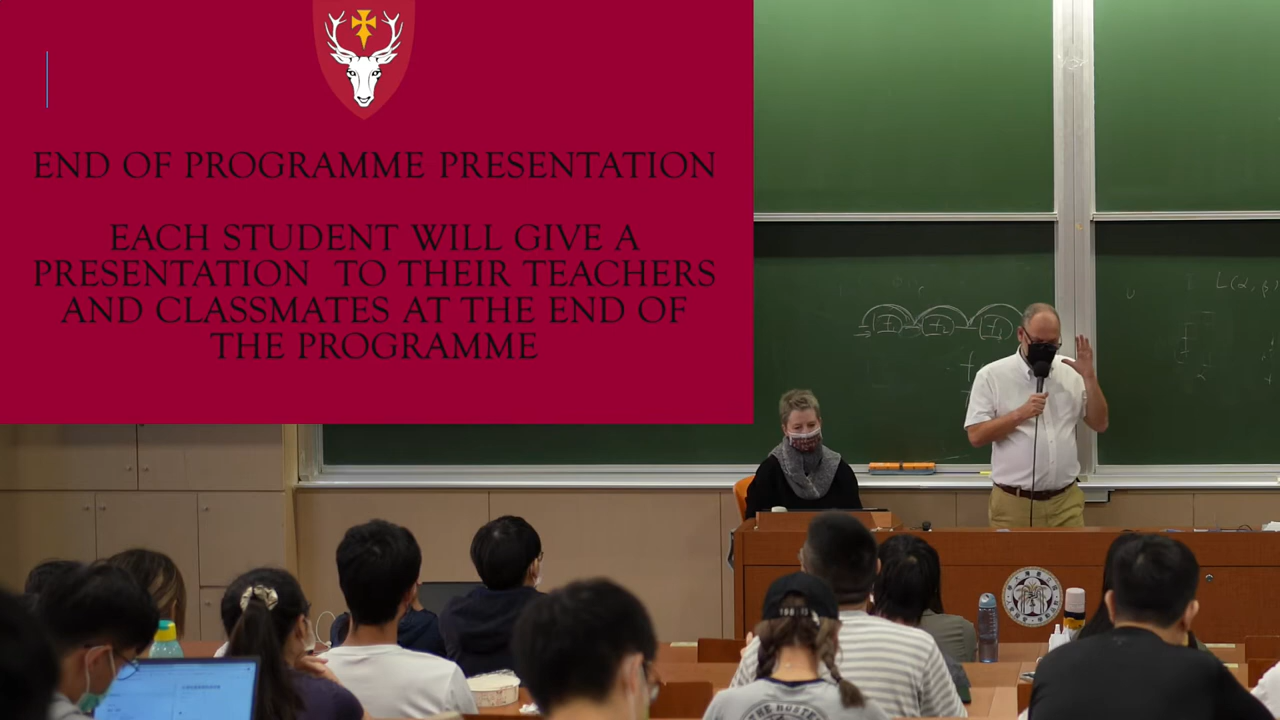 END OF PROGRAMME PRESENTATION
EACH STUDENT WILL GIVE A
PRESENTATION TO THEIR TEACHERS
AND CLASSMATES AT THE END OF
THE PROGRAMME